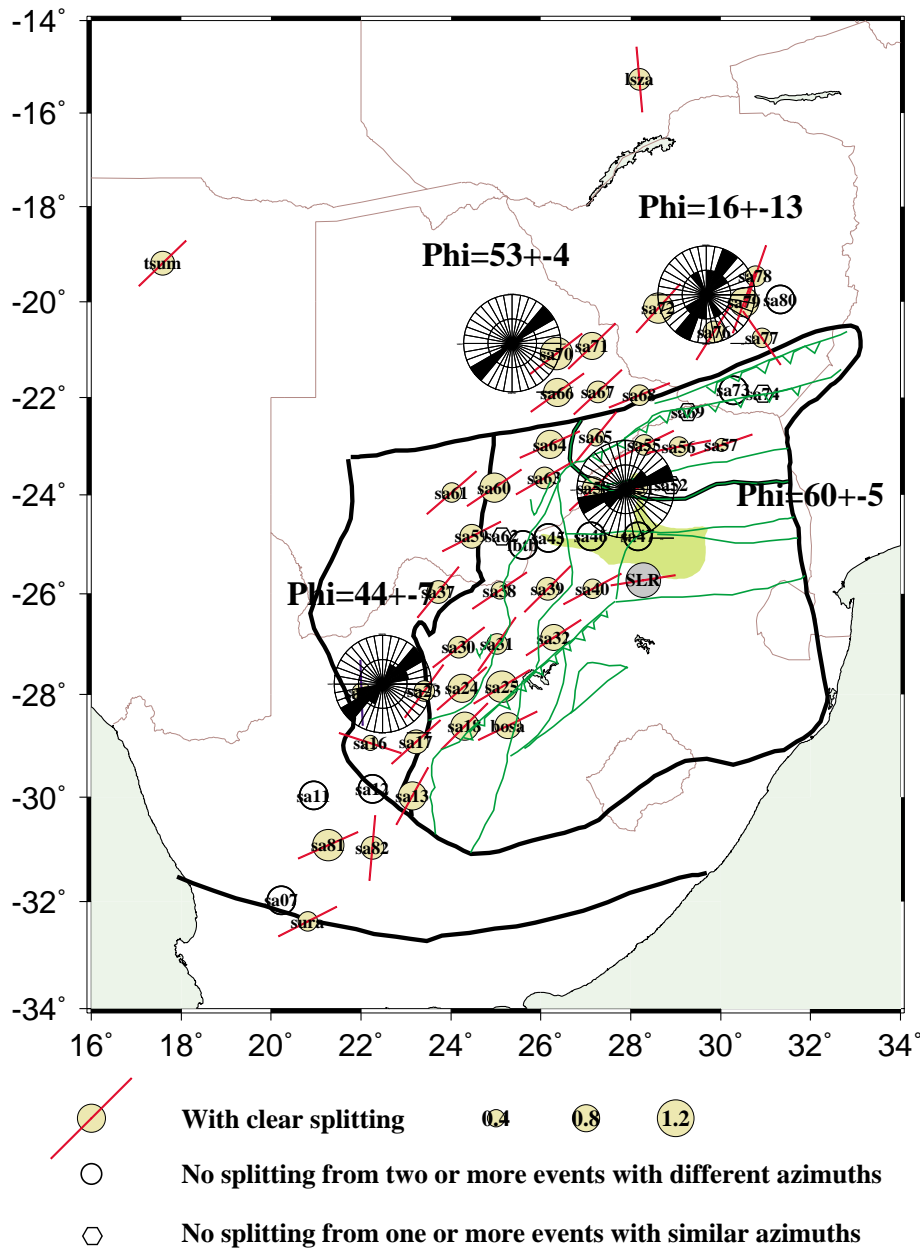 -14°
lsza
-16°
-18°
Phi=16+-13
Phi=53+-4
tsum
sa78
-20°
sa72 sa79 sa80
sa76 sa77
sa70 sa71
-22°
sa66 sa67 sa68 sa73 sa74
sa69
sa64 sa65 sa55 sa56 sa57
-24°
sa61 sa60 sa63 sa52
Phi=60+-5
sa59 sa62 lbtb sa45 sa46 sa47
SLR
-26°
Phi=44+-7
sa37 sa38 sa39 sa40
sa30 sa31 sa32
-28°
sa23 sa24 sa25
sa16 sa17 sa18 bosa
-30°
sa11 sa12 sa13
sa81 sa82
-32°
sa07
sura
-34°
16° 18° 20° 22° 24° 26° 28° 30° 32° 34°
With clear splitting 0.4 0.8 1.2
No splitting from two or more events with different azimuths
No splitting from one or more events with similar azimuths